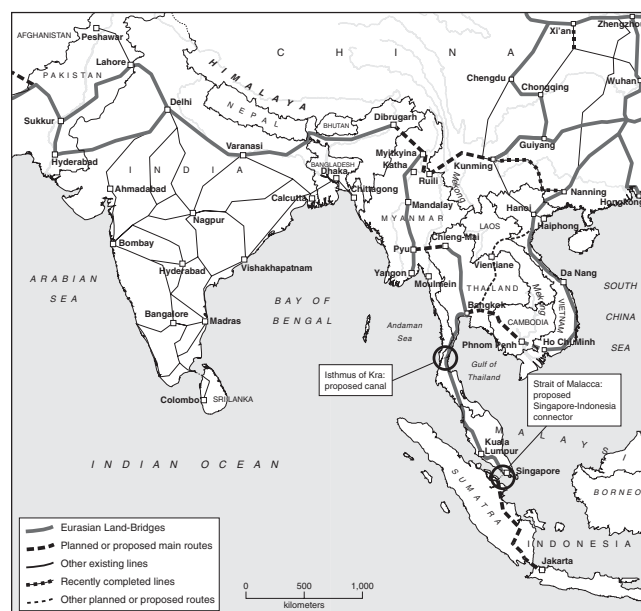 AFGHANISTAN
Peshawar
Lahore
PAKISTAN
Sukkur
Hyderabad
Delhi
HIMALAYA
NEPAL
BHUTAN
CHINA
Xi'an
Zhengzhou
Chengdu
Chongqing
Wuhan
Guiyang
Dibrugarh
Varanasi
INDIA
BANGLADESH
Dhaka
Chittagong
Calcutta
Ahmadabad
Nagpur
Bombay
Hyderabad
Vishakhapatnam
Bangalore
Madras
Colombo
SRI LANKA
Myitkyina
Katha
Ruili
Mekong
Kunming
Nanning
Hongkong
Mandalay
MYANMAR
LAOS
Hanoi
Haiphong
Pyu
Chieng-Mai
Vientiane
Yangon
Moulmein
THAILAND
Bangkok
Mekong
Da Nang
VIETNAM
CAMBODIA
Phnom Penh
Ho Chu Minh
ARABIAN
SEA
BAY OF
BENGAL
Andaman
Sea
Gulf of
Thailand
SOUTH
CHINA
SEA
Isthmus of Kra:
proposed canal
Strait of Malacca:
proposed
Singapore-Indonesia
connector
MALAYSI
Kuala
Lumpur
Singapore
SUMATRA
BORNEO
INDONESIA
Jakarta
INDIAN OCEAN
Eurasian Land-Bridges
Planned or proposed main routes
Other existing lines
Recently completed lines
Other planned or proposed routes
0 500 1,000
kilometers